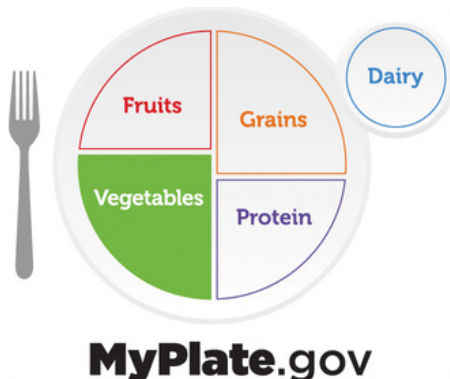 Fruits
Grains
Dairy
Vegetables
Protein
MyPlate.gov